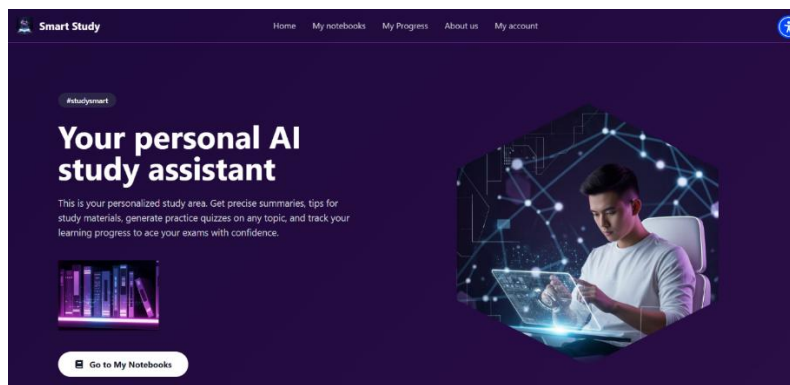 Smart Study
Home My notebooks My Progress About us My account
#studysmart
Your personal AI
study assistant
This is your personalized study area. Get precise summaries, tips for
study materials, generate practice quizzes on any topic, and track your
learning progress to ace your exams with confidence.
Go to My Notebooks